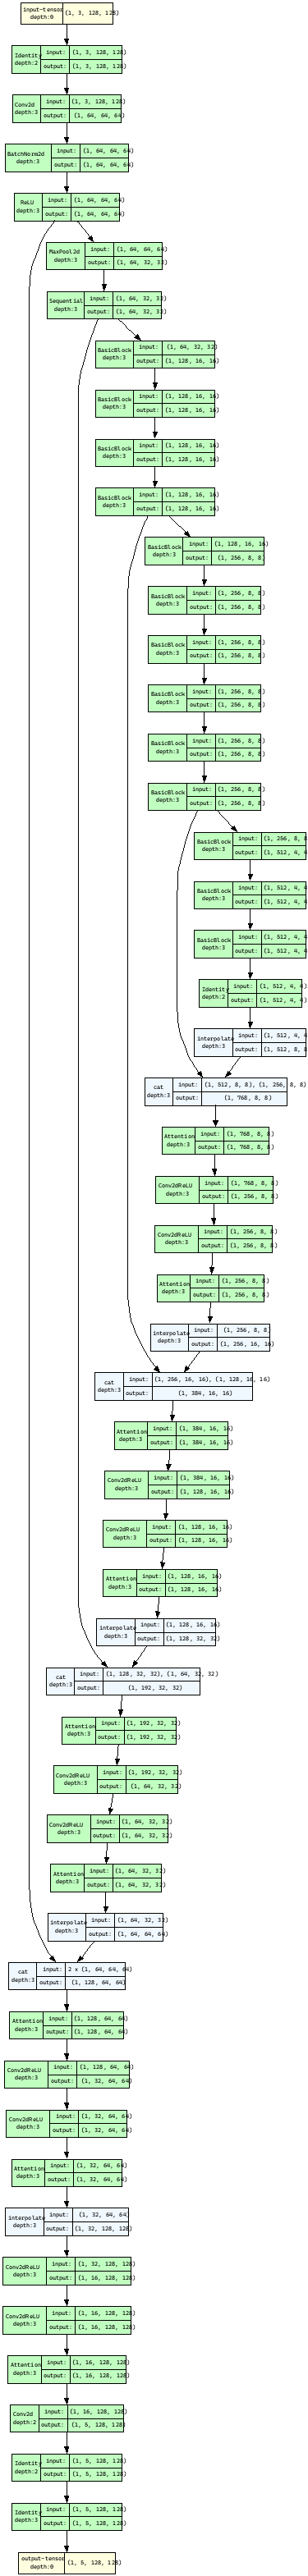 input-tensor (1, 3, 128, 128)
depth:0
Identity input: (1, 3, 128, 128)
depth:2 output: (1, 3, 128, 128)
Conv2d input: (1, 3, 128, 128)
depth:3 output: (1, 64, 64, 64)
BatchNorm2d input: (1, 64, 64, 64)
depth:3 output: (1, 64, 64, 64)
ReLU input: (1, 64, 64, 64)
depth:3 output: (1, 64, 64, 64)
MaxPool2d input: (1, 64, 64, 64)
depth:3 output: (1, 64, 32, 32)
Sequential input: (1, 64, 32, 32)
depth:3 output: (1, 64, 32, 32)
BasicBlock input: (1, 64, 32, 32)
depth:3 output: (1, 128, 16, 16)
BasicBlock input: (1, 128, 16, 16)
depth:3 output: (1, 128, 16, 16)
BasicBlock input: (1, 128, 16, 16)
depth:3 output: (1, 128, 16, 16)
BasicBlock input: (1, 128, 16, 16)
depth:3 output: (1, 128, 16, 16)
BasicBlock input: (1, 128, 16, 16)
depth:3 output: (1, 256, 8, 8)
BasicBlock input: (1, 256, 8, 8)
depth:3 output: (1, 256, 8, 8)
BasicBlock input: (1, 256, 8, 8)
depth:3 output: (1, 256, 8, 8)
BasicBlock input: (1, 256, 8, 8)
depth:3 output: (1, 256, 8, 8)
BasicBlock input: (1, 256, 8, 8)
depth:3 output: (1, 256, 8, 8)
BasicBlock input: (1, 256, 8, 8)
depth:3 output: (1, 256, 8, 8)
BasicBlock input: (1, 256, 8, 8
depth:3 output: (1, 512, 4, 4
BasicBlock input: (1, 512, 4, 4
depth:3 output: (1, 512, 4, 4
BasicBlock input: (1, 512, 4, 4
depth:3 output: (1, 512, 4, 4
Identity input: (1, 512, 4, 4)
depth:2 output: (1, 512, 4, 4)
interpolate input: (1, 512, 4, 4
depth:3 output: (1, 512, 8, 8
cat input: (1, 512, 8, 8), (1, 256, 8, 8)
depth:3 output: (1, 768, 8, 8)
Attention input: (1, 768, 8, 8)
depth:3 output: (1, 768, 8, 8)
Conv2dReLU input: (1, 768, 8, 8)
depth:3 output: (1, 256, 8, 8)
Conv2dReLU input: (1, 256, 8, 8)
depth:3 output: (1, 256, 8, 8)
Attention input: (1, 256, 8, 8)
depth:3 output: (1, 256, 8, 8)
interpolate input: (1, 256, 8, 8)
depth:3 output: (1, 256, 16, 16)
cat input: (1, 256, 16, 16), (1, 128, 16, 16)
depth:3 output: (1, 384, 16, 16)
Attention input: (1, 384, 16, 16)
depth:3 output: (1, 384, 16, 16)
Conv2dReLU input: (1, 384, 16, 16)
depth:3 output: (1, 128, 16, 16)
Conv2dReLU input: (1, 128, 16, 16)
depth:3 output: (1, 128, 16, 16)
Attention input: (1, 128, 16, 16)
depth:3 output: (1, 128, 16, 16)
interpolate input: (1, 128, 16, 16)
depth:3 output: (1, 128, 32, 32)
cat input: (1, 128, 32, 32), (1, 64, 32, 32)
depth:3 output: (1, 192, 32, 32)
Attention input: (1, 192, 32, 32)
depth:3 output: (1, 192, 32, 32)
Conv2dReLU input: (1, 192, 32, 32)
depth:3 output: (1, 64, 32, 32)
Conv2dReLU input: (1, 64, 32, 32)
depth:3 output: (1, 64, 32, 32)
Attention input: (1, 64, 32, 32)
depth:3 output: (1, 64, 32, 32)
interpolate input: (1, 64, 32, 32)
depth:3 output: (1, 64, 64, 64)
cat input: 2 x (1, 64, 64, 64)
depth:3 output: (1, 128, 64, 64)
Attention input: (1, 128, 64, 64)
depth:3 output: (1, 128, 64, 64)
Conv2dReLU input: (1, 128, 64, 64)
depth:3 output: (1, 32, 64, 64)
Conv2dReLU input: (1, 32, 64, 64)
depth:3 output: (1, 32, 64, 64)
Attention input: (1, 32, 64, 64)
depth:3 output: (1, 32, 64, 64)
interpolate input: (1, 32, 64, 64)
depth:3 output: (1, 32, 128, 128)
Conv2dReLU input: (1, 32, 128, 128)
depth:3 output: (1, 16, 128, 128)
Conv2dReLU input: (1, 16, 128, 128)
depth:3 output: (1, 16, 128, 128)
Attention input: (1, 16, 128, 128)
depth:3 output: (1, 16, 128, 128)
Conv2d input: (1, 16, 128, 128)
depth:2 output: (1, 5, 128, 128)
Identity input: (1, 5, 128, 128)
depth:2 output: (1, 5, 128, 128)
Identity input: (1, 5, 128, 128)
depth:3 output: (1, 5, 128, 128)
output-tensor (1, 5, 128, 128)
depth:0